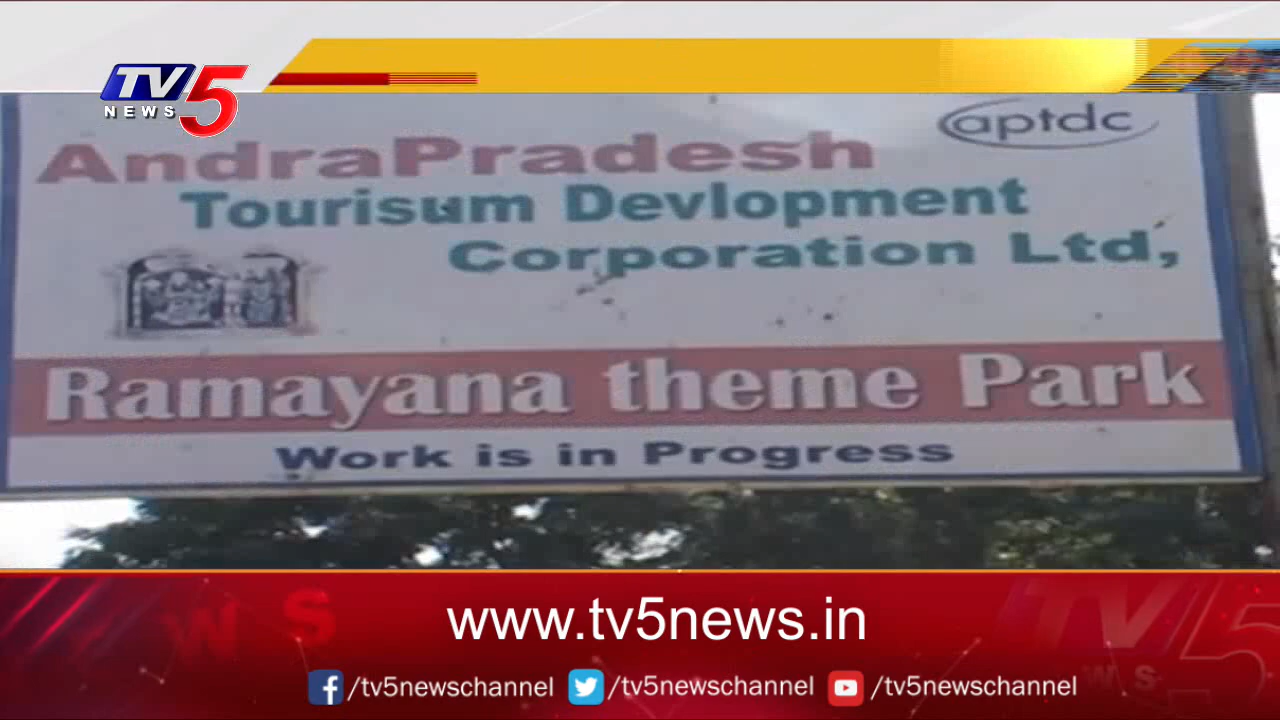 TV5
NEWS
aptdc
AndraPradesh
Tourisum Devlopment
Corporation Ltd,
Ramayana theme Park
Work is in Progress
W S
TV5
W S
www.tv5news.in
/tv5newschannel /tv5newschannel /tv5newschannel